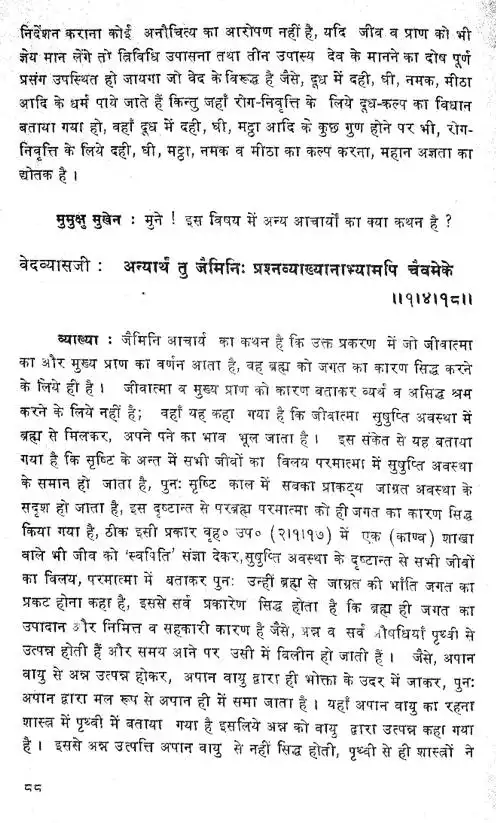 निर्देशन कराना कोई अनौचित्य का आरोपण नहीं है, यदि जीव व प्राण को भी
ज्ञेय मान लेंगे तो त्रिविधि उपासना तथा तीन उपास्य देव के मानने का दोष पूर्ण
प्रसंग उपस्थित हो जायगा जो वेद के विरूद्ध है जैसे, दूध में दही, घी, नमक, मीठा
आदि के धर्म पाये जाते हैं किन्तु जहाँ रोग-निवृत्ति के लिये दूध-कल्प का विधान
बताया गया हो, वहाँ दूध में दही, घी, मट्ठा आदि के कुछ गुण होने पर भी, रोग-
निवृत्ति के लिये दही, घी, मट्ठा, नमक व मीठा का कल्प करना, महान अज्ञता का
द्योतक है ।
मुमुक्षु मुखेन : मुने ! इस विषय में अन्य आचार्यों का क्या कथन है ?
वेदव्यासजी : अन्यार्थं तु जैमिनिः प्रश्नव्याख्यानाभ्यामपि चैवमेके
॥१।४।१८॥
व्याख्या : जैमिनि आचार्य का कथन है कि उक्त प्रकरण में जो जीवात्मा
का और मुख्य प्राण का वर्णन आता है, वह ब्रह्म को जगत का कारण सिद्ध करने
के लिये ही है । जीवात्मा व मुख्य प्राण को कारण बताकर व्यर्थ व असिद्ध श्रम
करने के लिये नहीं है; वहाँ यह कहा गया है कि जीवात्मा सुषुप्ति अवस्था में
ब्रह्म से मिलकर, अपने पने का भाव भूल जाता है । इस संकेत से यह बताया
गया है कि सृष्टि के अन्त में सभी जीवों का विलय परमात्मा में सुषुप्ति अवस्था
के समान हो जाता है, पुनः सृष्टि काल में सबका प्राकट्य जाग्रत अवस्था के
सदृश हो जाता है, इस दृष्टान्त से परब्रह्म परमात्मा को ही जगत का कारण सिद्ध
किया गया है, ठीक इसी प्रकार वृह० उप० (२।१।१७) में एक (काण्व) शाखा
वाले भी जीव को 'स्वपिति' संज्ञा देकर, सुषुप्ति अवस्था के दृष्टान्त से सभी जीवों
का विलय, परमात्मा में बताकर पुनः उन्हीं ब्रह्म से जाग्रत की भाँति जगत का
प्रकट होना कहा है, इससे सर्व प्रकारेण सिद्ध होता है कि ब्रह्म ही जगत का
उपादान और निमित्त व सहकारी कारण है जैसे, अन्न व सर्व औषधियाँ पृथ्वी से
उत्पन्न होती हैं और समय आने पर उसी में विलीन हो जाती हैं । जैसे, अपान
वायु से अन्न उत्पन्न होकर, अपान वायु द्वारा ही भोक्ता के उदर में जाकर, पुनः
अपान द्वारा मल रूप से अपान ही में समा जाता है । यहाँ अपान वायु का रहना
शास्त्र में पृथ्वी में बताया गया है इसलिये अन्न को वायु द्वारा उत्पन्न कहा गया
है । इससे अन्न उत्पत्ति अपान वायु से नहीं सिद्ध होती, पृथ्वी से ही शास्त्रों ने
८८